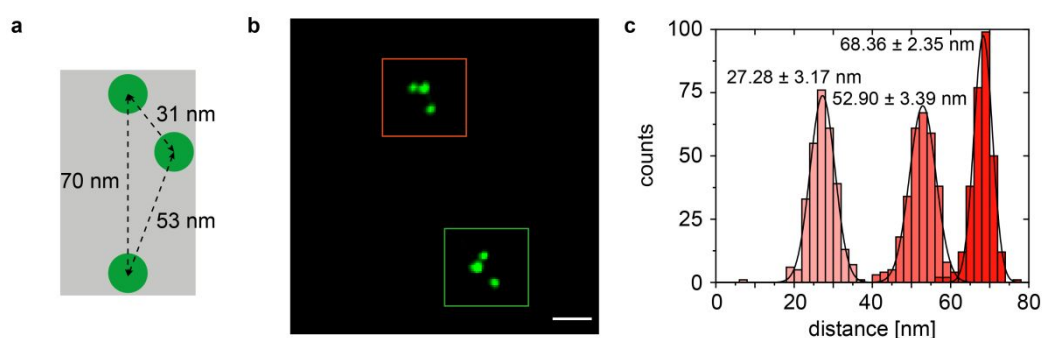 a
31 nm
70 nm
53 nm
b
c
100
75
50
25
0
counts
68.36 ± 2.35 nm
27.28 ± 3.17 nm
52.90 ± 3.39 nm
0 20 40 60 80
distance [nm]